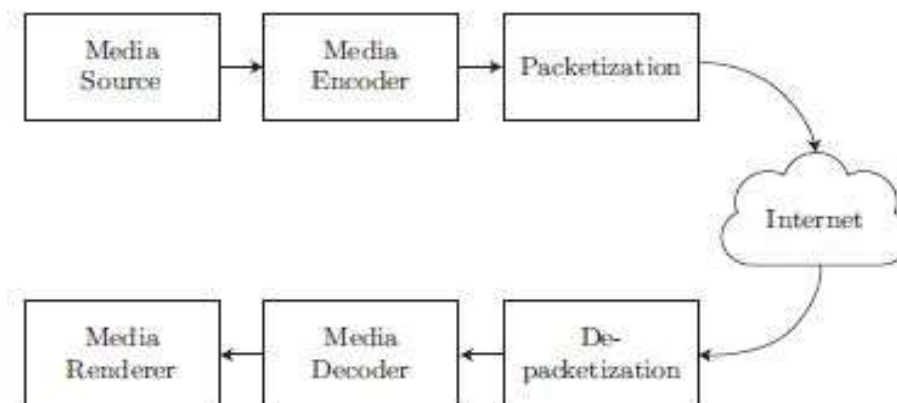 Media
Source
Media
Encoder
Packetization
Internet
Media
Renderer
Media
Decoder
De-
packetization